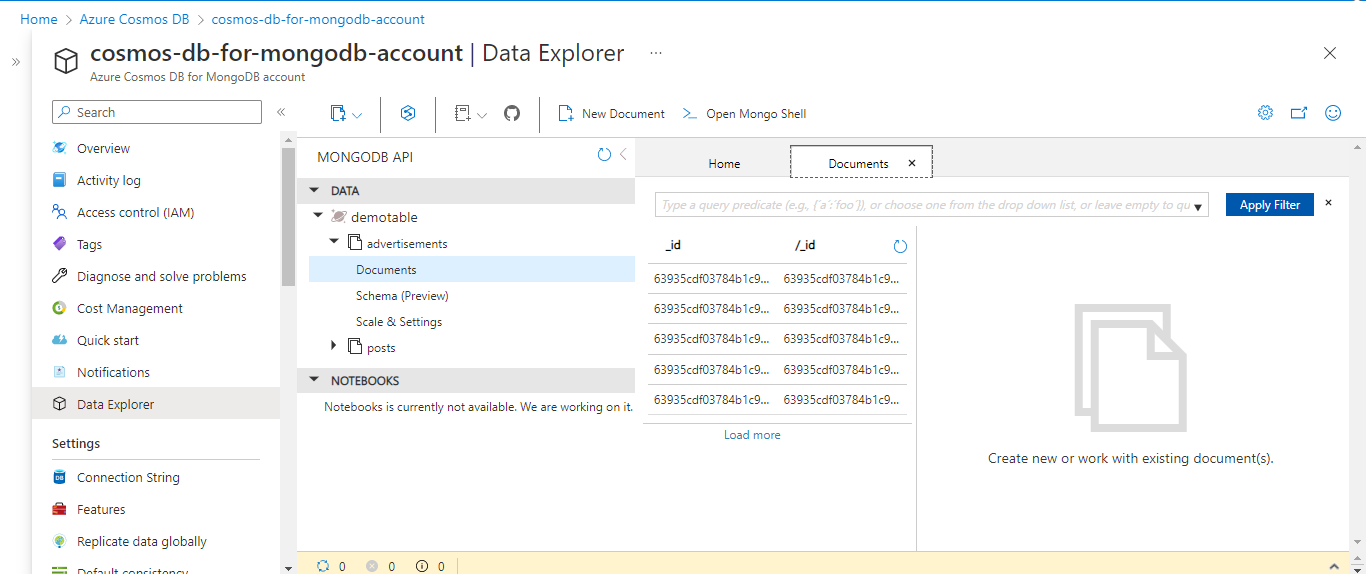 Home > Azure Cosmos DB > cosmos-db-for-mongodb-account
cosmos-db-for-mongodb-account | Data Explorer ...
Azure Cosmos DB for MongoDB account
Search
New Document
Open Mongo Shell
Overview
Activity log
Access control (IAM)
Tags
Diagnose and solve problems
Cost Management
Quick start
Notifications
Data Explorer
Settings
Connection String
Features
Replicate data globally
Default consistency
MONGODB API
DATA
demotable
advertisements
Documents
Schema (Preview)
Scale & Settings
posts
NOTEBOOKS
Notebooks is currently not available. We are working on it.
Home
Documents
Type a query predicate (e.g., {´a´:´foo´}), or choose one from the drop down list, or leave empty to qu
Apply Filter
_id /_id
63935cdf03784b1c9... 63935cdf03784b1c9...
63935cdf03784b1c9... 63935cdf03784b1c9...
63935cdf03784b1c9... 63935cdf03784b1c9...
63935cdf03784b1c9... 63935cdf03784b1c9...
63935cdf03784b1c9... 63935cdf03784b1c9...
Load more
Create new or work with existing document(s).
0 0 0